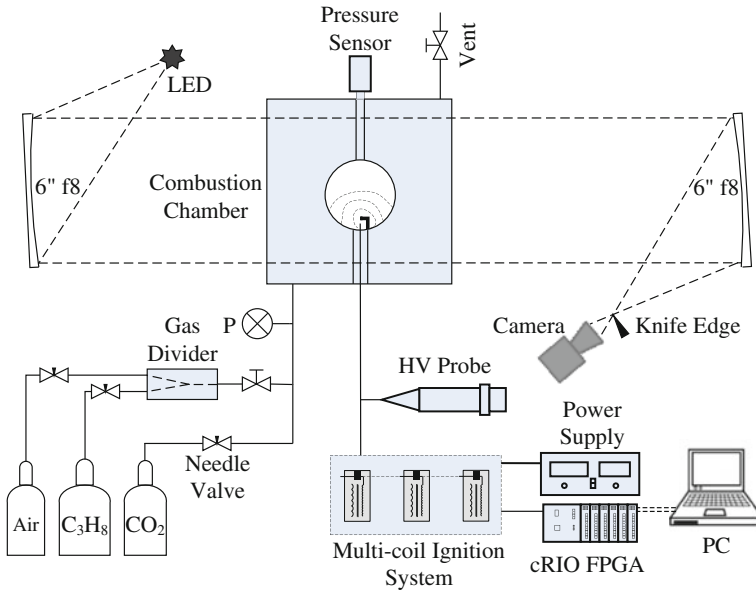 Pressure
Sensor
Vent
LED
6" f8
Combustion
Chamber
6" f8
P
Gas
Divider
Camera
Knife Edge
HV Probe
Needle
Valve
Power
Supply
Air
C₃H₈
CO₂
Multi-coil Ignition
System
cRIO FPGA
PC